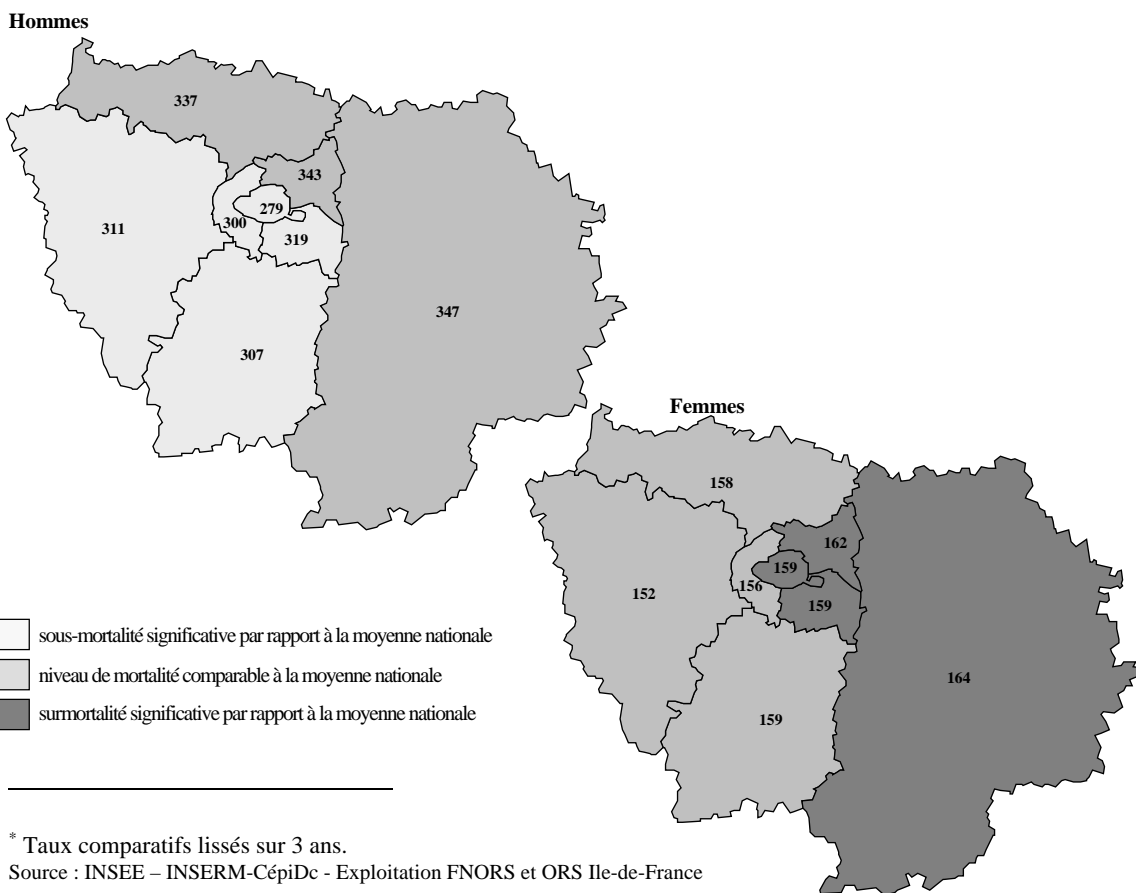 Hommes
337
343
279
300
311
319
347
307
Femmes
158
162
159
156
152
159
164
159
sous-mortalité significative par rapport à la moyenne nationale
niveau de mortalité comparable à la moyenne nationale
surmortalité significative par rapport à la moyenne nationale
* Taux comparatifs lissés sur 3 ans.
Source : INSEE – INSERM-CépiDc - Exploitation FNORS et ORS Ile-de-France